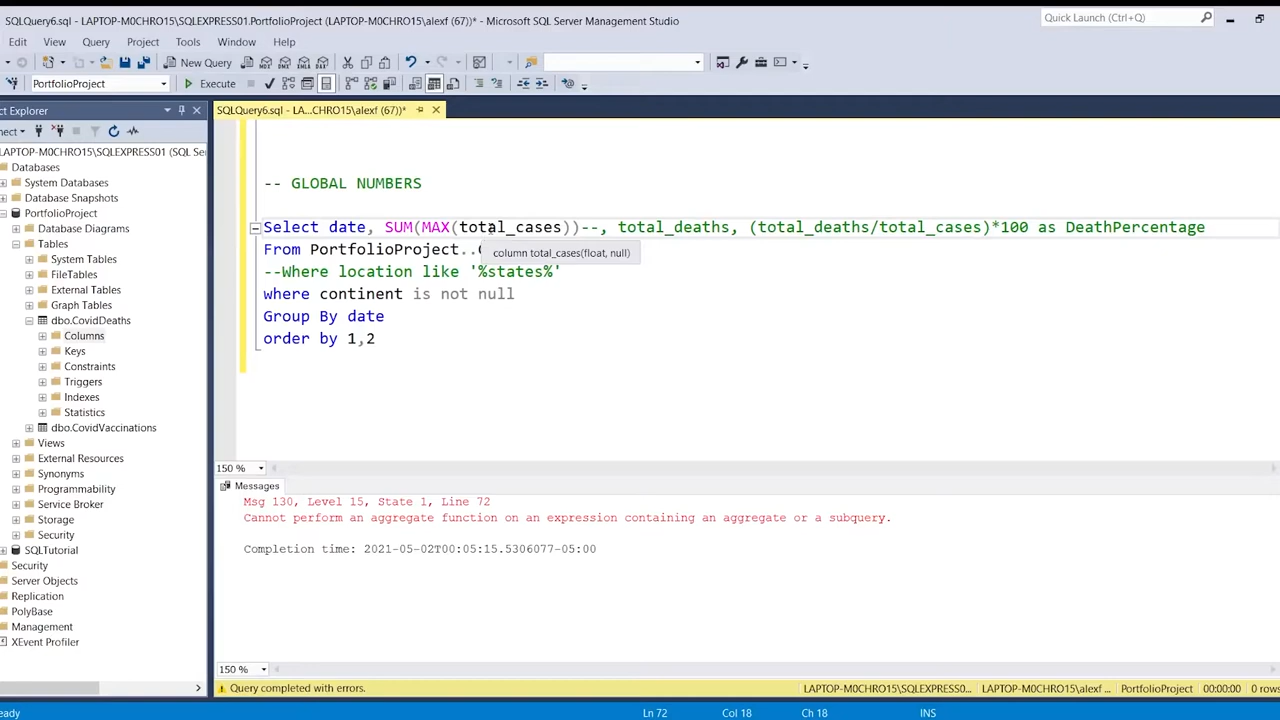 SQLQuery6.sql - LAPTOP-M0CHRO15\SQLEXPRESS01.PortfolioProject (LAPTOP-M0CHRO15\alexf (67))* - Microsoft SQL Server Management Studio
Quick Launch (Ctrl+Q)
Edit View Query Project Tools Window Help
New Query
PortfolioProject Execute
ct Explorer
SQLQuery6.sql - LA...CHRO15\alexf (67))*
nect
LAPTOP-M0CHRO15\SQLEXPRESS01 (SQL Ser
Databases
System Databases
Database Snapshots
PortfolioProject
Database Diagrams
Tables
System Tables
FileTables
External Tables
Graph Tables
dbo.CovidDeaths
Columns
Keys
Constraints
Triggers
Indexes
Statistics
dbo.CovidVaccinations
Views
External Resources
Synonyms
Programmability
Service Broker
Storage
Security
SQLTutorial
Security
Server Objects
Replication
PolyBase
Management
XEvent Profiler
-- GLOBAL NUMBERS
Select date, SUM(MAX(total_cases))--, total_deaths, (total_deaths/total_cases)*100 as DeathPercentage
From PortfolioProject..
column total_cases(float, null)
--Where location like '%states%'
where continent is not null
Group By date
order by 1,2
150 %
Messages
Msg 130, Level 15, State 1, Line 72
Cannot perform an aggregate function on an expression containing an aggregate or a subquery.
Completion time: 2021-05-02T00:05:15.5306077-05:00
150 %
Query completed with errors. LAPTOP-M0CHRO15\SQLEXPRESS0... LAPTOP-M0CHRO15\alexf ... PortfolioProject 00:00:00 0 rows
eady Ln 72 Col 18 Ch 18 INS